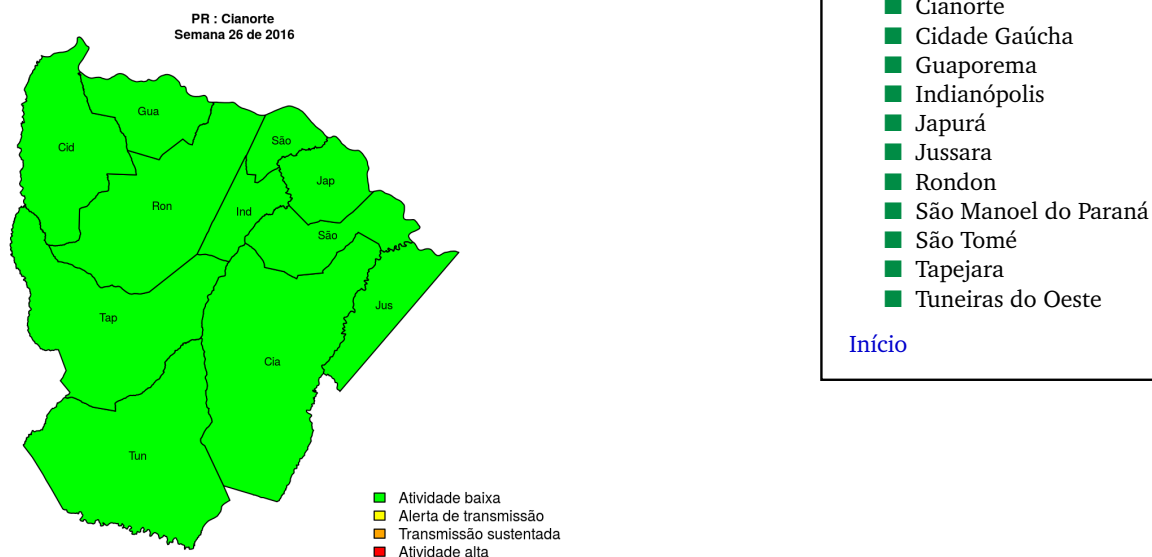 PR : Cianorte
Semana 26 de 2016
Gua
Cid
São
Jap
Ron
Ind
São
Jus
Tap
Cia
Tun
Atividade baixa
Alerta de transmissão
Transmissão sustentada
Atividade alta
Cianorte
Cidade Gaúcha
Guaporema
Indianópolis
Japurá
Jussara
Rondon
São Manoel do Paraná
São Tomé
Tapejara
Tuneiras do Oeste
Início